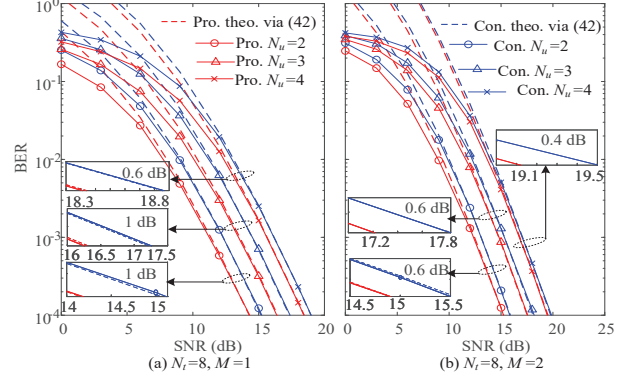 10^0
10^-1
10^-2
10^-3
10^-4
BER
Pro. theo. via (42)
Pro. N_u=2
Pro. N_u=3
Pro. N_u=4
0.6 dB
18.3 18.8
1 dB
16 16.5 17 17.5
1 dB
14 14.5 15
0 5 10 15 20
SNR (dB)
(a) N_t=8, M=1
Con. theo. via (42)
Con. N_u=2
Con. N_u=3
Con. N_u=4
0.4 dB
19.1 19.5
0.6 dB
17.2 17.8
0.6 dB
14.5 15 15.5
0 5 10 15 20 25
SNR (dB)
(b) N_t=8, M=2